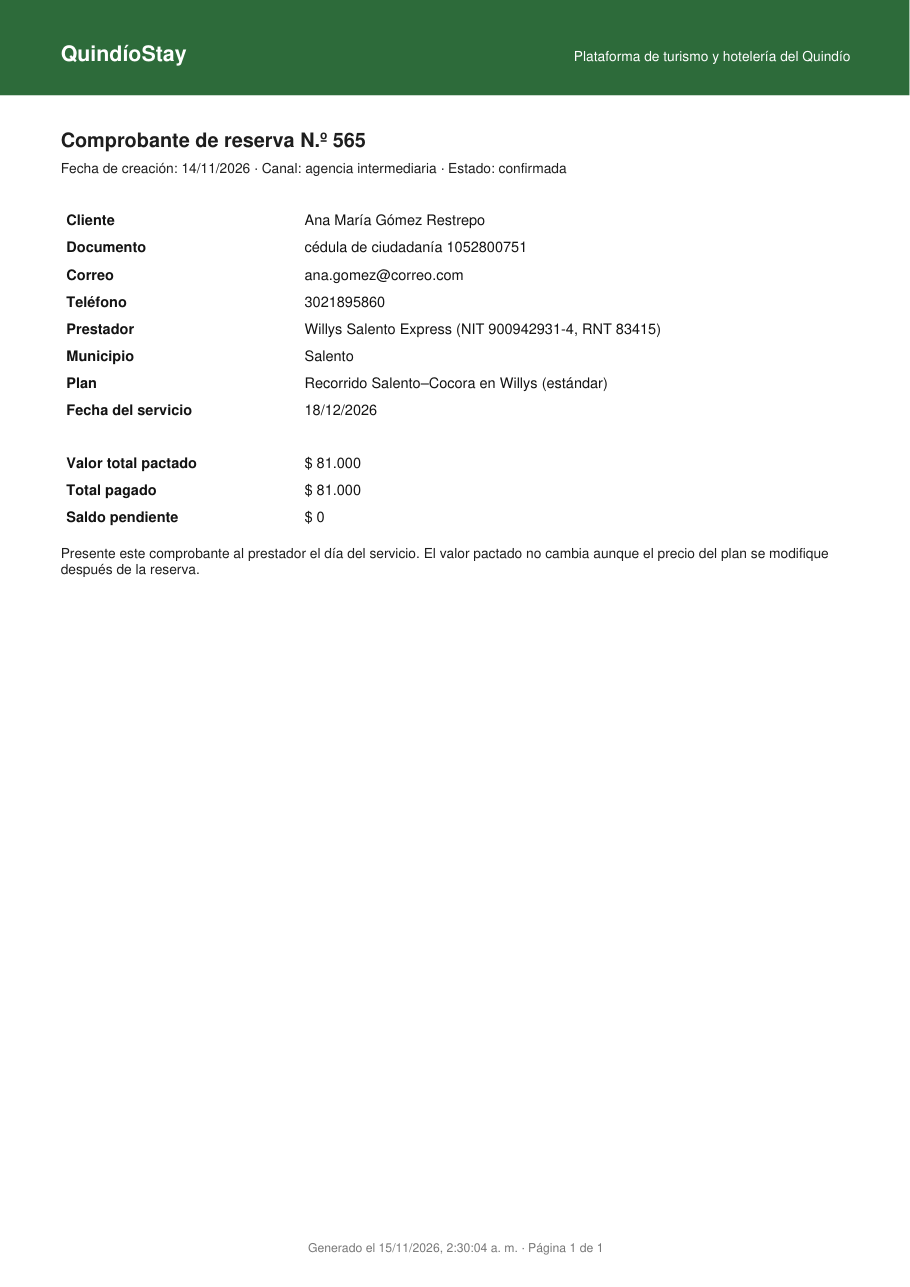 QuindíoStay
Plataforma de turismo y hotelería del Quindío
Comprobante de reserva N.º 565
Fecha de creación: 14/11/2026 · Canal: agencia intermediaria · Estado: confirmada
Cliente Ana María Gómez Restrepo
Documento cédula de ciudadanía 1052800751
Correo ana.gomez@correo.com
Teléfono 3021895860
Prestador Willys Salento Express (NIT 900942931-4, RNT 83415)
Municipio Salento
Plan Recorrido Salento–Cocora en Willys (estándar)
Fecha del servicio 18/12/2026
Valor total pactado $ 81.000
Total pagado $ 81.000
Saldo pendiente $ 0
Presente este comprobante al prestador el día del servicio. El valor pactado no cambia aunque el precio del plan se modifique
después de la reserva.
Generado el 15/11/2026, 2:30:04 a. m. · Página 1 de 1